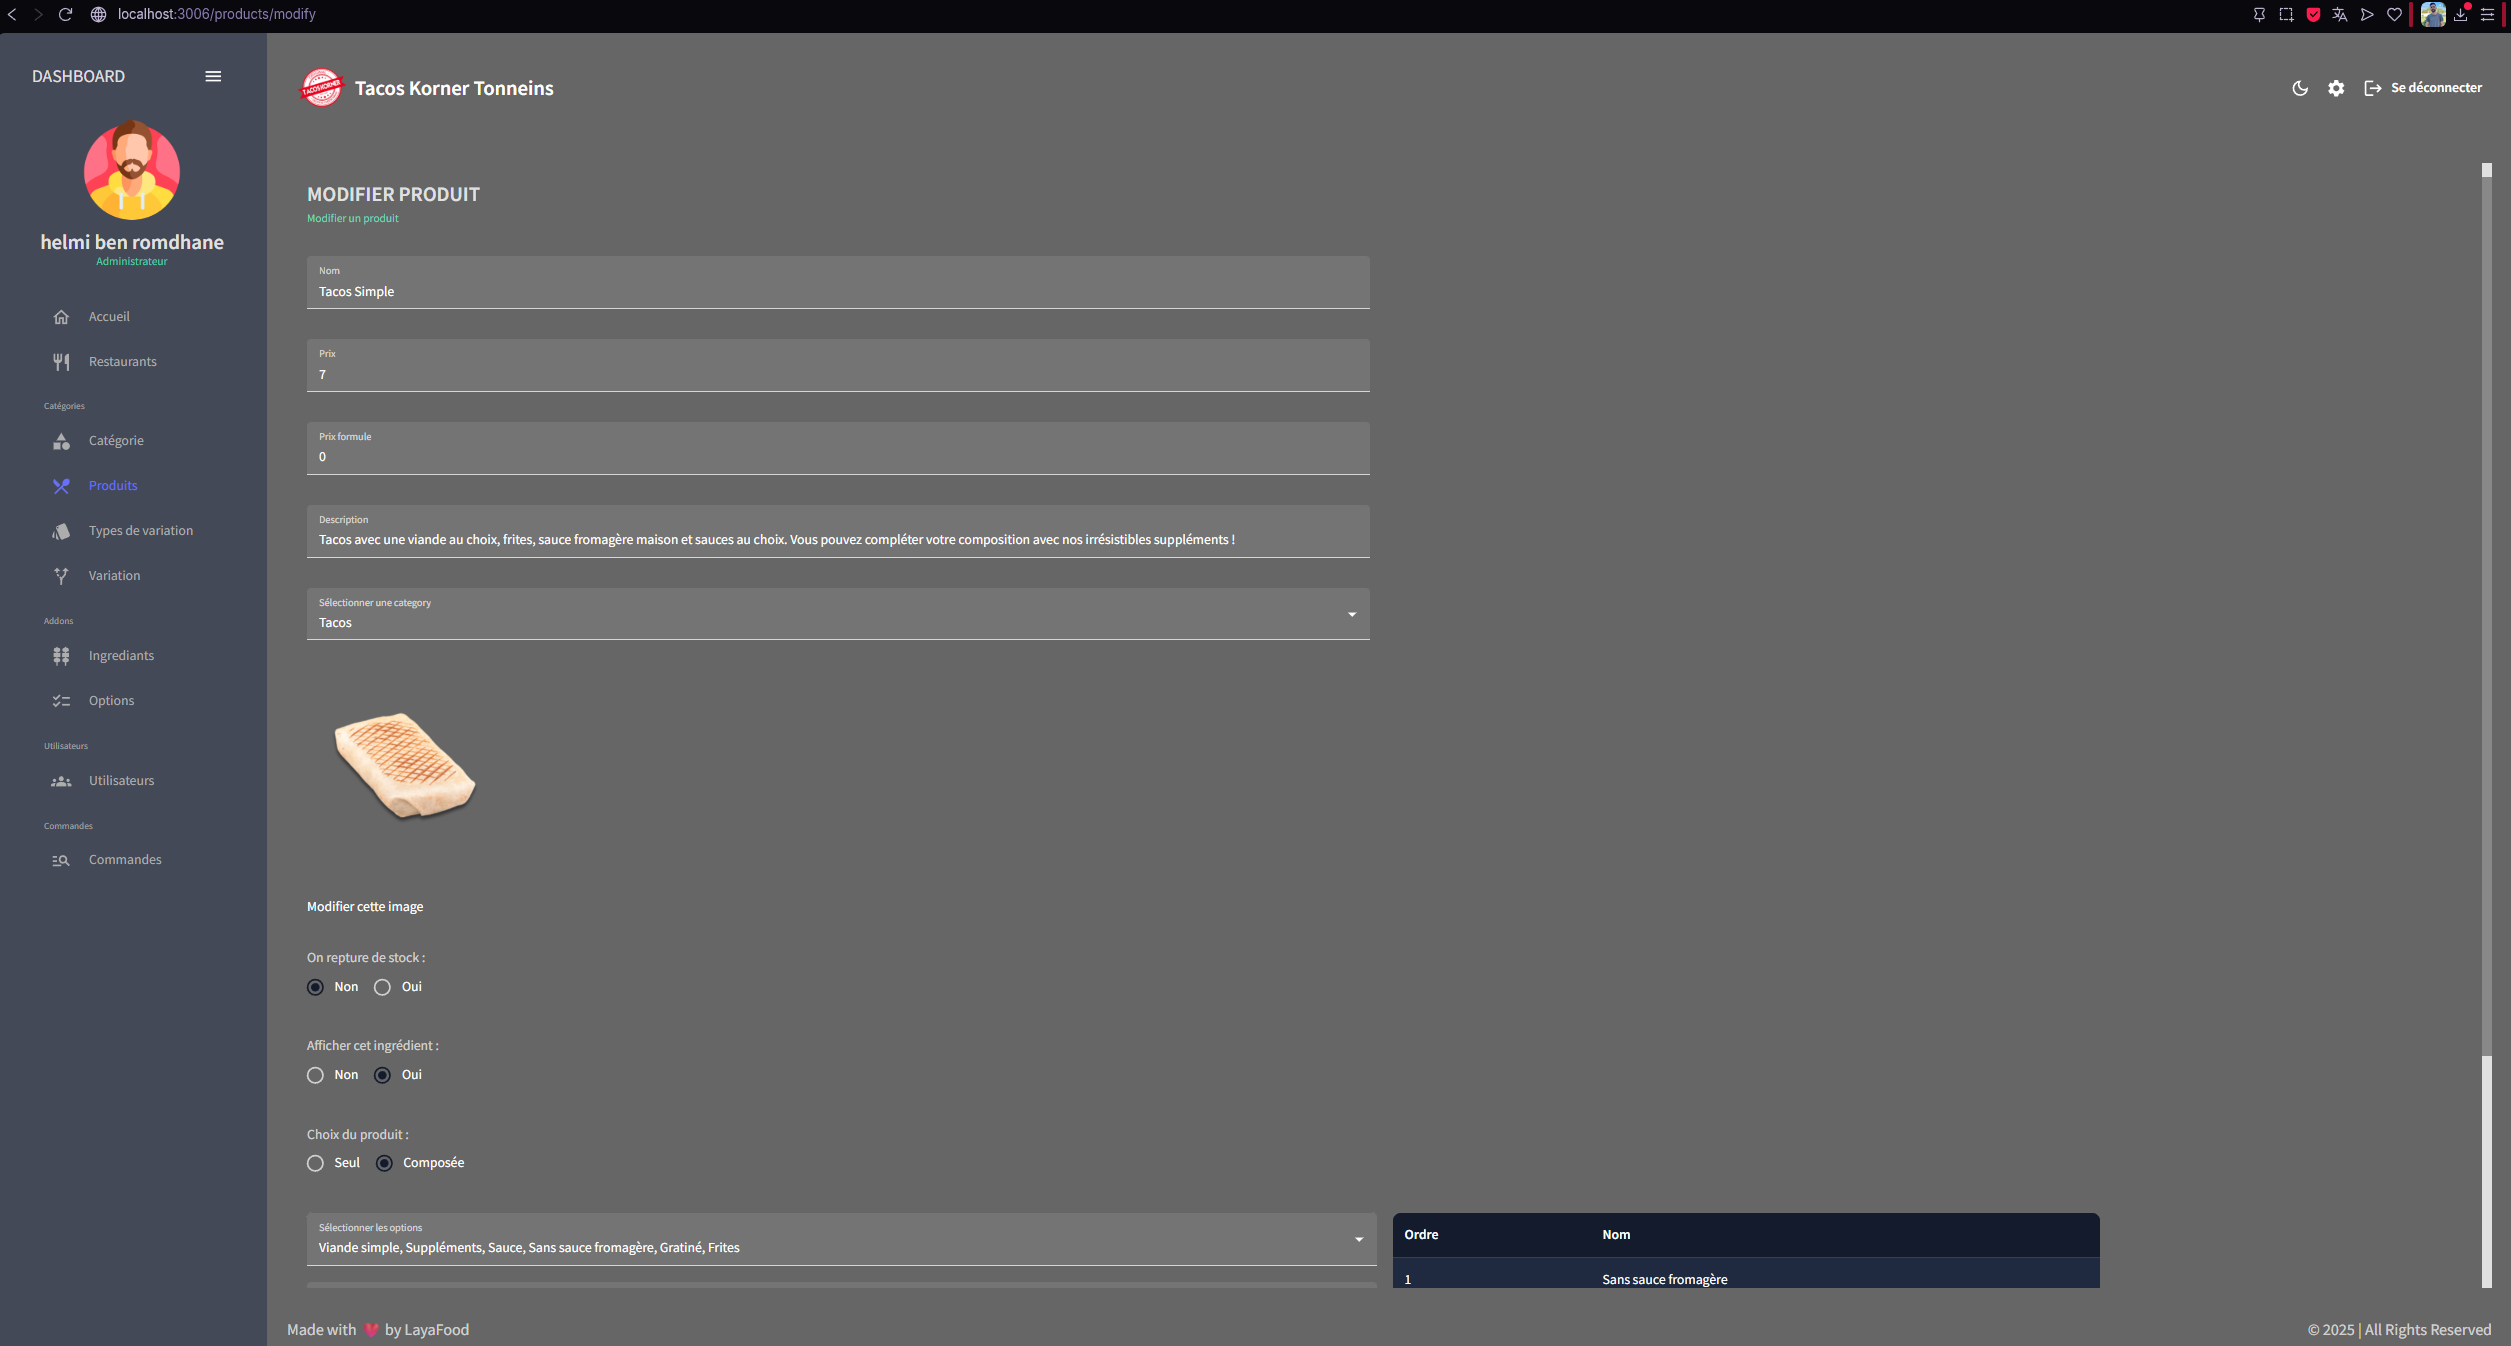 localhost:3006/products/modify
DASHBOARD
helmi ben romdhane
Administrateur
Accueil
Restaurants
Catégories
Catégorie
Produits
Types de variation
Variation
Addons
Ingrediants
Options
Utilisateurs
Utilisateurs
Commandes
Commandes
TACOSKORNER
Tacos Korner Tonneins
Se déconnecter
MODIFIER PRODUIT
Modifier un produit
Nom
Tacos Simple
Prix
7
Prix formule
0
Description
Tacos avec une viande au choix, frites, sauce fromagère maison et sauces au choix. Vous pouvez compléter votre composition avec nos irrésistibles suppléments !
Sélectionner une category
Tacos
Modifier cette image
On repture de stock :
Non Oui
Afficher cet ingrédient :
Non Oui
Choix du produit :
Seul Composée
Sélectionner les options
Viande simple, Suppléments, Sauce, Sans sauce fromagère, Gratiné, Frites
Ordre Nom
1 Sans sauce fromagère
Made with by LayaFood
© 2025 | All Rights Reserved